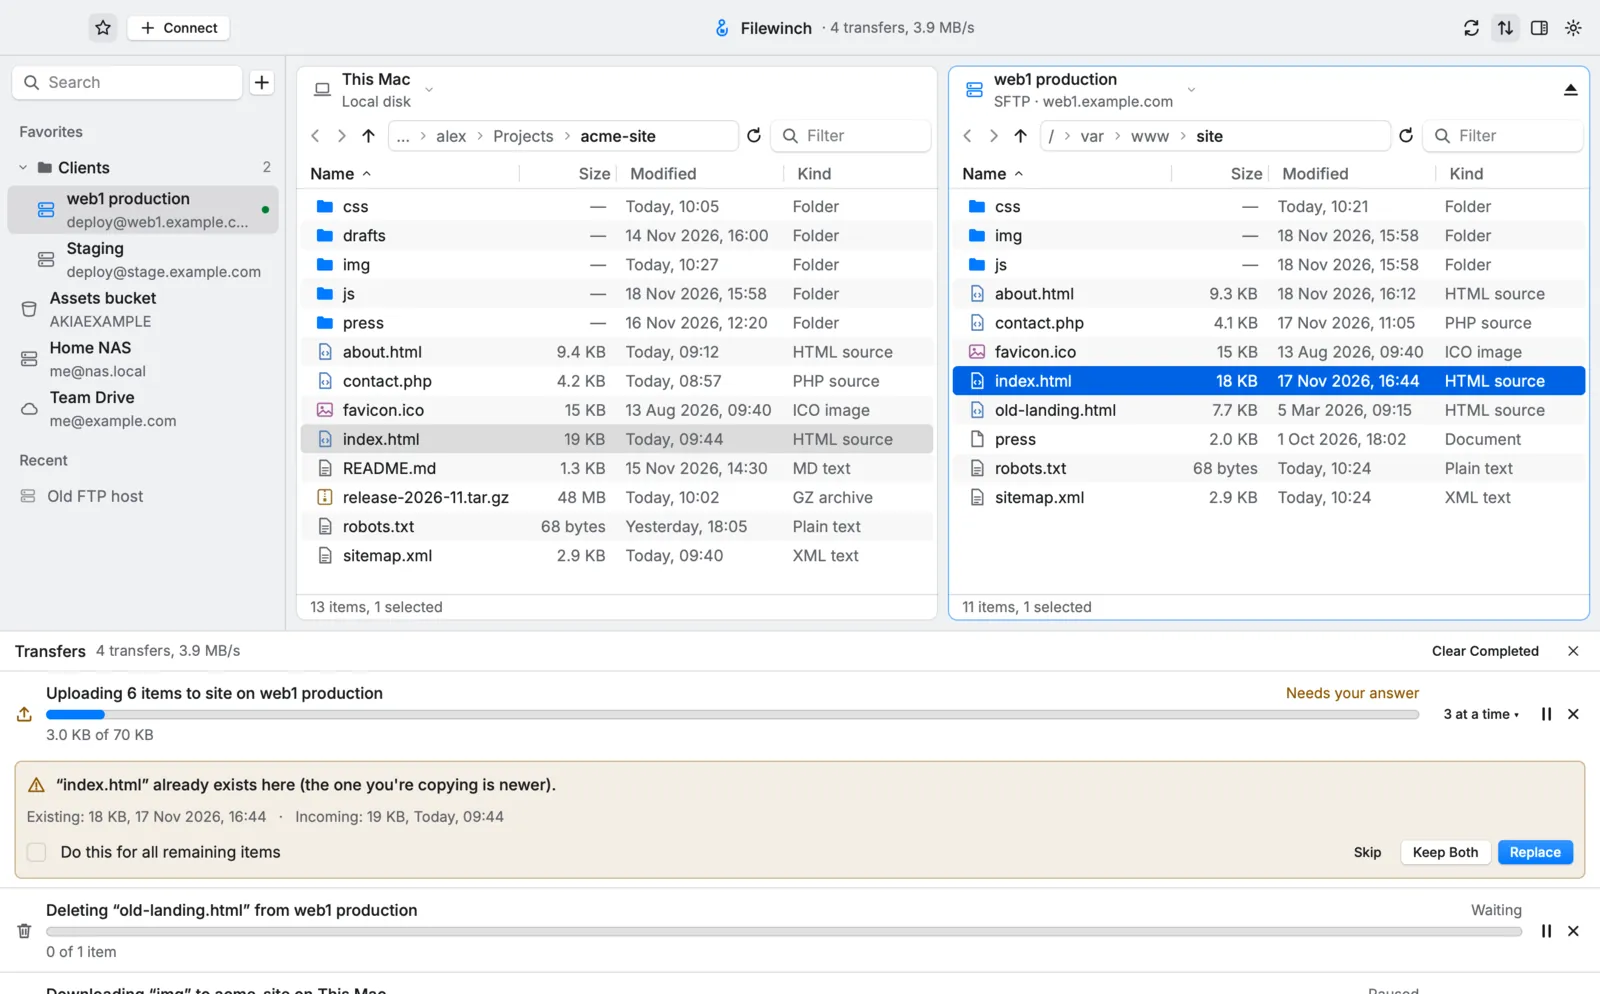 Connect
Filewinch · 4 transfers, 3.9 MB/s
Search
Favorites
Clients 2
web1 production
deploy@web1.example.c...
Staging
deploy@stage.example.com
Assets bucket
AKIAEXAMPLE
Home NAS
me@nas.local
Team Drive
me@example.com
Recent
Old FTP host
This Mac
Local disk
... alex Projects acme-site
Filter
Name Size Modified Kind
css — Today, 10:05 Folder
drafts — 14 Nov 2026, 16:00 Folder
img — Today, 10:27 Folder
js — 18 Nov 2026, 15:58 Folder
press — 16 Nov 2026, 12:20 Folder
about.html 9.4 KB Today, 09:12 HTML source
contact.php 4.2 KB Today, 08:57 PHP source
favicon.ico 15 KB 13 Aug 2026, 09:40 ICO image
index.html 19 KB Today, 09:44 HTML source
README.md 1.3 KB 15 Nov 2026, 14:30 MD text
release-2026-11.tar.gz 48 MB Today, 10:02 GZ archive
robots.txt 68 bytes Yesterday, 18:05 Plain text
sitemap.xml 2.9 KB Today, 09:40 XML text
13 items, 1 selected
web1 production
SFTP · web1.example.com
/ var www site
Filter
Name Size Modified Kind
css — Today, 10:21 Folder
img — 18 Nov 2026, 15:58 Folder
js — 18 Nov 2026, 15:58 Folder
about.html 9.3 KB 18 Nov 2026, 16:12 HTML source
contact.php 4.1 KB 17 Nov 2026, 11:05 PHP source
favicon.ico 15 KB 13 Aug 2026, 09:40 ICO image
index.html 18 KB 17 Nov 2026, 16:44 HTML source
old-landing.html 7.7 KB 5 Mar 2026, 09:15 HTML source
press 2.0 KB 1 Oct 2026, 18:02 Document
robots.txt 68 bytes Today, 10:24 Plain text
sitemap.xml 2.9 KB Today, 10:24 XML text
11 items, 1 selected
Transfers 4 transfers, 3.9 MB/s
Clear Completed
Uploading 6 items to site on web1 production
Needs your answer
3 at a time
3.0 KB of 70 KB
“index.html” already exists here (the one you're copying is newer).
Existing: 18 KB, 17 Nov 2026, 16:44 · Incoming: 19 KB, Today, 09:44
Do this for all remaining items
Skip Keep Both Replace
Deleting “old-landing.html” from web1 production
Waiting
0 of 1 item
Downloading “img” to acme-site on This Mac
Paused